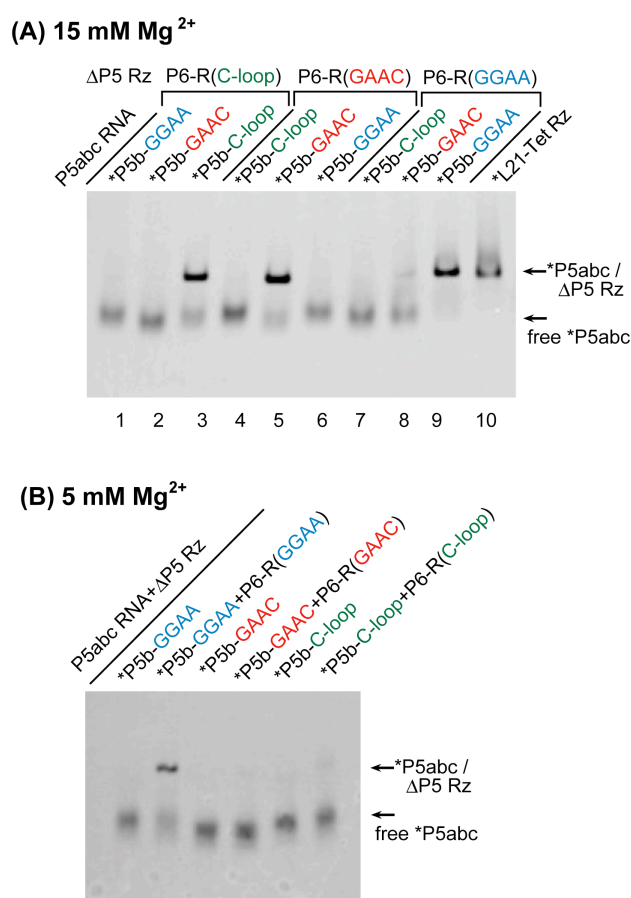 (A) 15 mM Mg2+
ΔP5 Rz P6-R(C-loop) P6-R(GAAC) P6-R(GGAA)
P5abc RNA
*P5b-GGAA
*P5b-GAAC
*P5b-C-loop
*P5b-C-loop
*P5b-GAAC
*P5b-GGAA
*P5b-C-loop
*P5b-GAAC
*P5b-GGAA
*L21-Tet Rz
*P5abc /
ΔP5 Rz
free *P5abc
1 2 3 4 5 6 7 8 9 10
(B) 5 mM Mg2+
P5abc RNA+ΔP5 Rz
*P5b-GGAA
*P5b-GGAA+P6-R(GGAA)
*P5b-GAAC
*P5b-GAAC+P6-R(GAAC)
*P5b-C-loop
*P5b-C-loop+P6-R(C-loop)
*P5abc /
ΔP5 Rz
free *P5abc